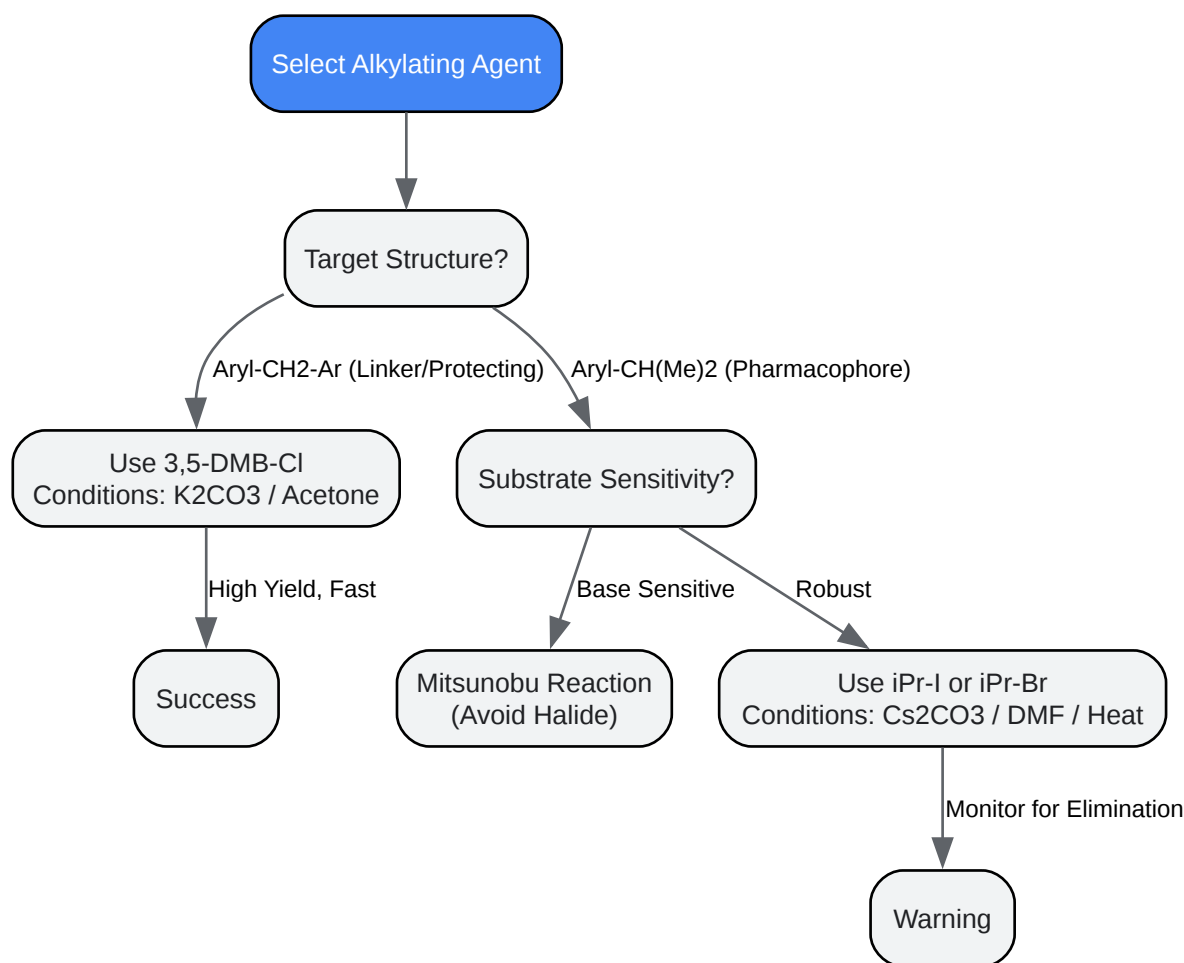 Select Alkylating Agent
Target Structure?
Aryl-CH2-Ar (Linker/Protecting)
Aryl-CH(Me)2 (Pharmacophore)
Use 3,5-DMB-Cl
Conditions: K2CO3 / Acetone
Substrate Sensitivity?
High Yield, Fast
Base Sensitive
Robust
Success
Mitsunobu Reaction
(Avoid Halide)
Use iPr-I or iPr-Br
Conditions: Cs2CO3 / DMF / Heat
Monitor for Elimination
Warning